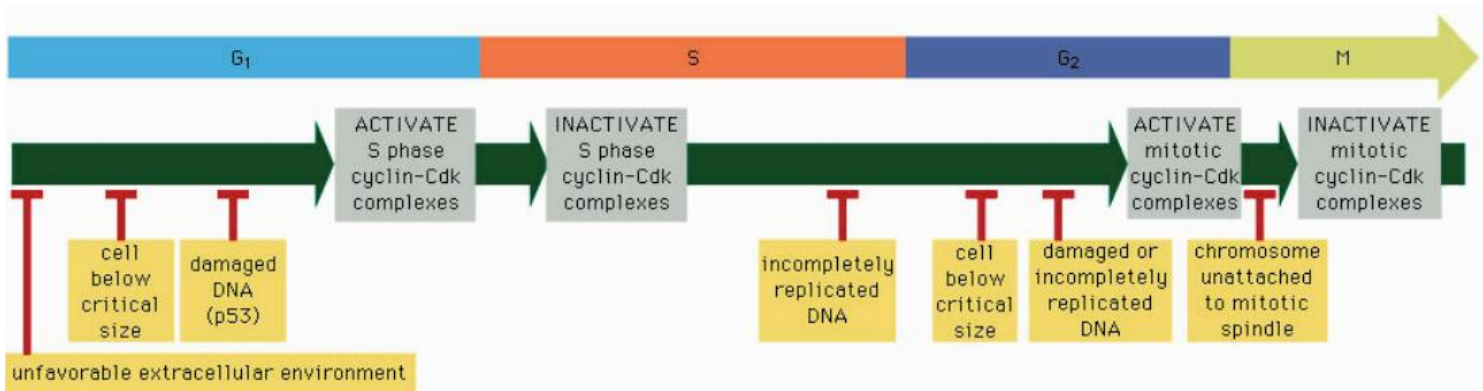 G₁
S
G₂
M
ACTIVATE
S phase
cyclin-Cdk
complexes
INACTIVATE
S phase
cyclin-Cdk
complexes
ACTIVATE
mitotic
cyclin-Cdk
complexes
INACTIVATE
mitotic
cyclin-Cdk
complexes
cell
below
critical
size
damaged
DNA
(p53)
incompletely
replicated
DNA
cell
below
critical
size
damaged or
incompletely
replicated
DNA
chromosome
unattached
to mitotic
spindle
unfavorable extracellular environment